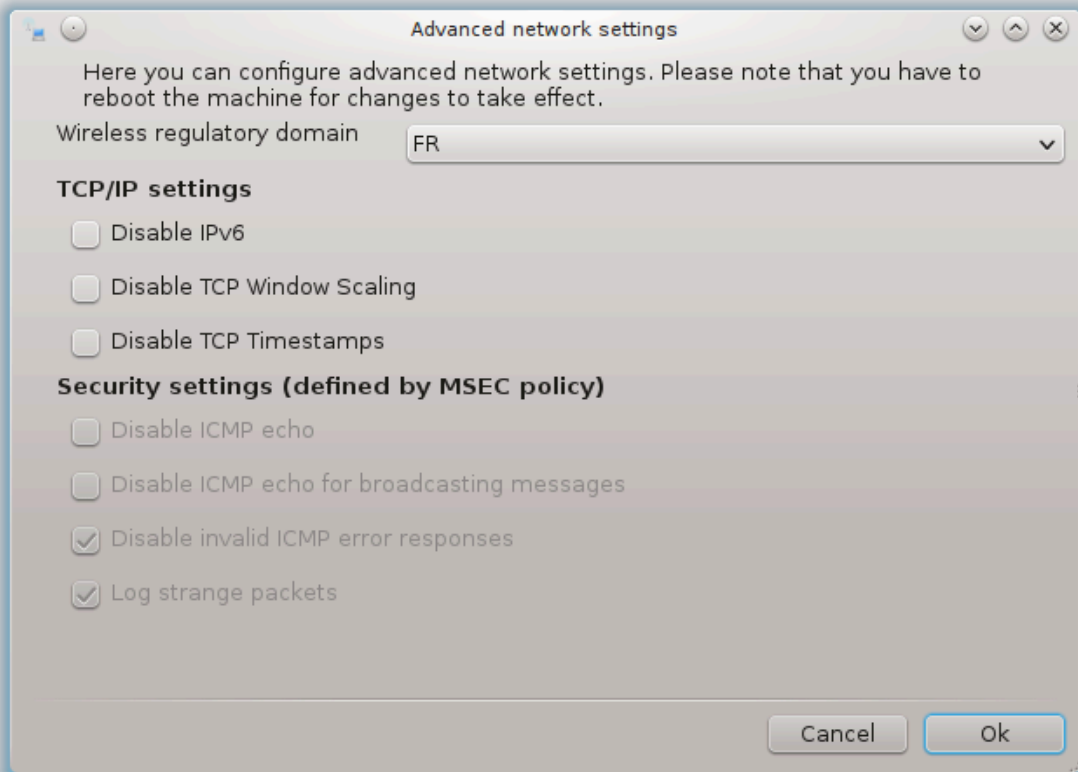 Advanced network settings
Here you can configure advanced network settings. Please note that you have to
reboot the machine for changes to take effect.
Wireless regulatory domain
FR
TCP/IP settings
Disable IPv6
Disable TCP Window Scaling
Disable TCP Timestamps
Security settings (defined by MSEC policy)
Disable ICMP echo
Disable ICMP echo for broadcasting messages
Disable invalid ICMP error responses
Log strange packets
Cancel
Ok